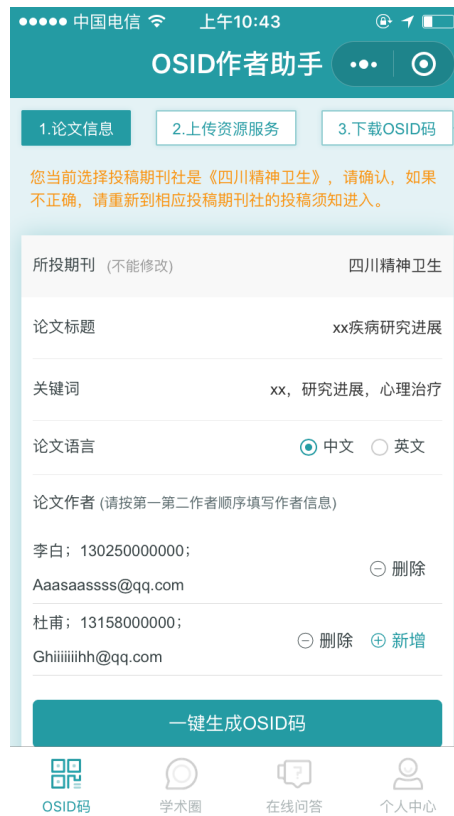 中国电信 上午10:43
OSID作者助手
1.论文信息 2.上传资源服务 3.下载OSID码
您当前选择投稿期刊社是《四川精神卫生》，请确认，如果
不正确，请重新到相应投稿期刊社的投稿须知进入。
所投期刊 (不能修改) 四川精神卫生
论文标题 xx疾病研究进展
关键词 xx，研究进展，心理治疗
论文语言 中文 英文
论文作者 (请按第一第二作者顺序填写作者信息)
李白；130250000000；
Aaasaassss@qq.com 删除
杜甫；13158000000；
Ghiiiiiiihh@qq.com 删除 新增
一键生成OSID码
OSID码 学术圈 在线问答 个人中心